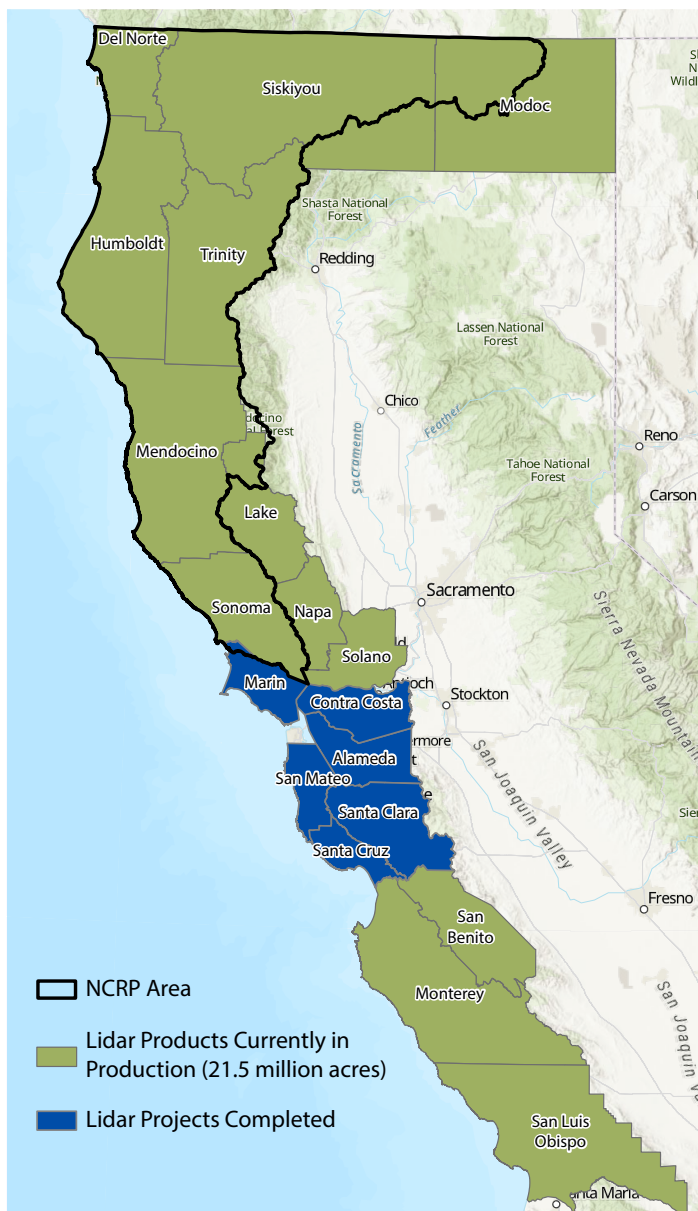 Del Norte
Siskiyou
Modoc
Shasta National
Forest
Redding
Humboldt
Trinity
Lassen National
Forest
Chico
Feather
Sacramento
Reno
Mendocino
Tahoe National
Forest
Carson
Lake
Sacramento
Sonoma
Napa
Solano
Sierra Nevada Mountain
Marin
Contra Costa
Stockton
Alameda
San Mateo
San Joaquin Valley
Santa Clara
Santa Cruz
Fresno
San
Benito
Monterey
San Joaquin
NCRP Area
Lidar Products Currently in
Production (21.5 million acres)
Lidar Projects Completed
San Luis
Obispo